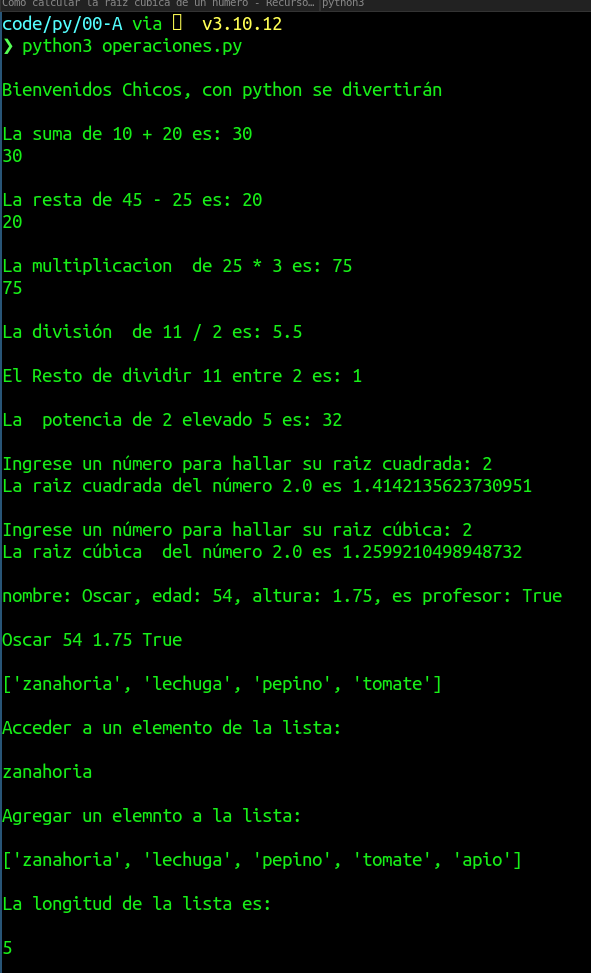 Como calcular la raiz cubica de un numero - Recurso… python3
code/py/00-A via  v3.10.12
❯ python3 operaciones.py
Bienvenidos Chicos, con python se divertirán
La suma de 10 + 20 es: 30
30
La resta de 45 - 25 es: 20
20
La multiplicacion  de 25 * 3 es: 75
75
La división  de 11 / 2 es: 5.5
El Resto de dividir 11 entre 2 es: 1
La  potencia de 2 elevado 5 es: 32
Ingrese un número para hallar su raiz cuadrada: 2
La raiz cuadrada del número 2.0 es 1.4142135623730951
Ingrese un número para hallar su raiz cúbica: 2
La raiz cúbica  del número 2.0 es 1.2599210498948732
nombre: Oscar, edad: 54, altura: 1.75, es profesor: True
Oscar 54 1.75 True
['zanahoria', 'lechuga', 'pepino', 'tomate']
Acceder a un elemento de la lista:
zanahoria
Agregar un elemnto a la lista:
['zanahoria', 'lechuga', 'pepino', 'tomate', 'apio']
La longitud de la lista es:
5